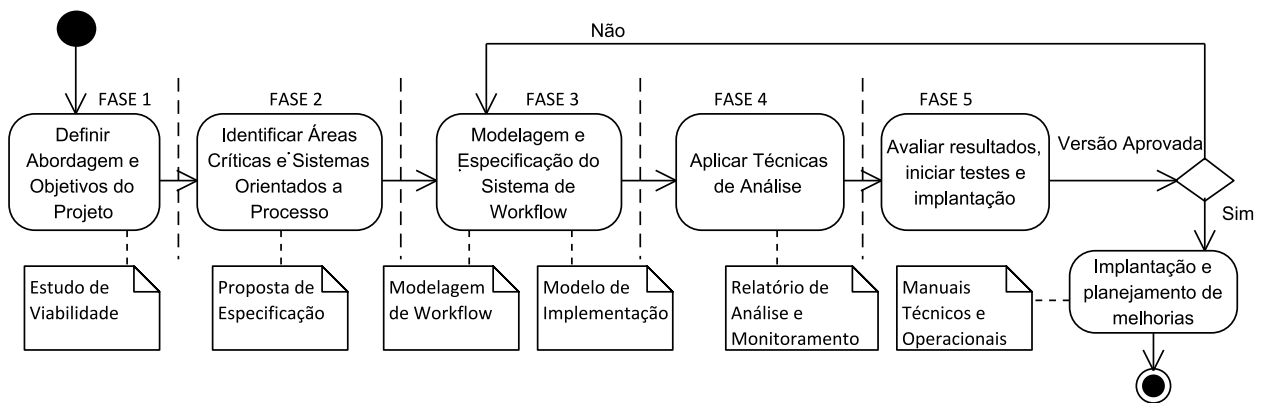 Não
FASE 1
FASE 2
FASE 3
FASE 4
FASE 5
Definir
Abordagem e
Objetivos do
Projeto
Identificar Áreas
Críticas e Sistemas
Orientados a
Processo
Modelagem e
Especificação do
Sistema de
Workflow
Aplicar Técnicas
de Análise
Avaliar resultados,
iniciar testes e
implantação
Versão Aprovada
Sim
Estudo de
Viabilidade
Proposta de
Especificação
Modelagem
de Workflow
Modelo de
Implementação
Relatório de
Análise e
Monitoramento
Manuais
Técnicos e
Operacionais
Implantação e
planejamento de
melhorias